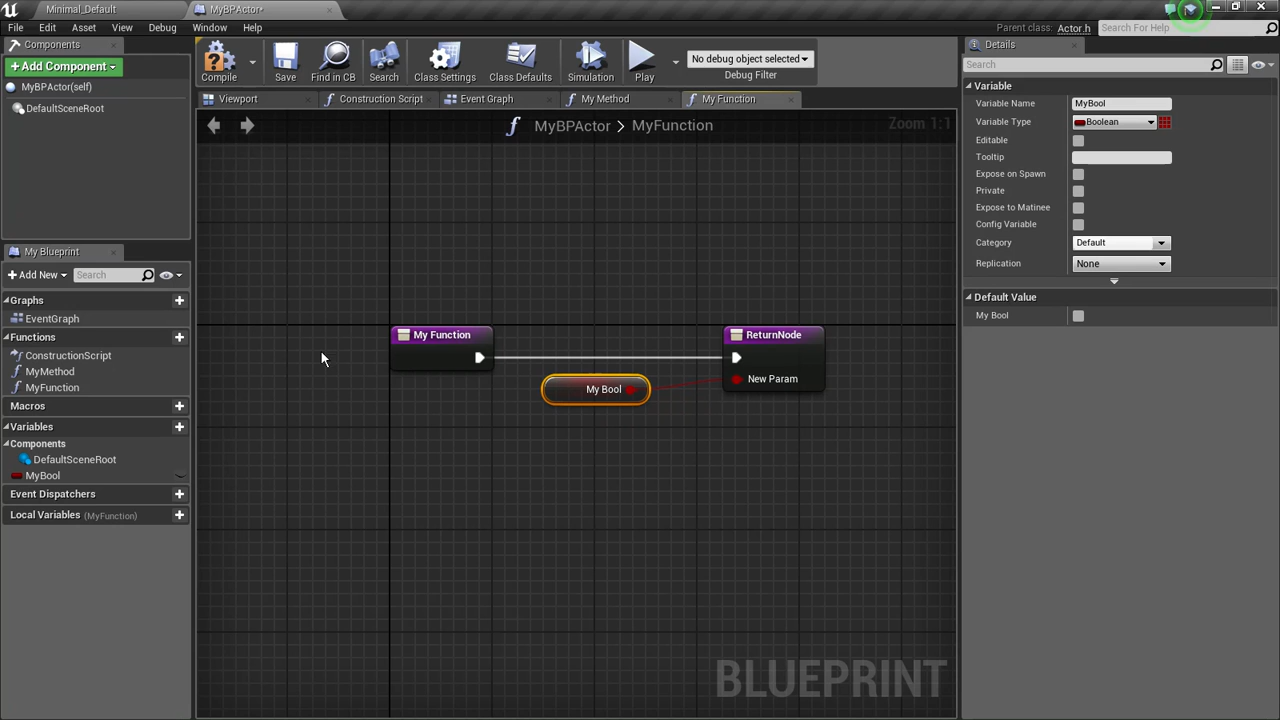 Minimal_Default
MyBPActor*
File Edit Asset View Debug Window Help
Parent class: Actor.h
Search For Help
Components
+ Add Component
MyBPActor(self)
DefaultSceneRoot
Compile
Save
Find in CB
Search
Class Settings
Class Defaults
Simulation
Play
No debug object selected
Debug Filter
Viewport
Construction Script
Event Graph
My Method
My Function
MyBPActor > MyFunction
Zoom 1:1
My Blueprint
+ Add New
Search
Graphs
EventGraph
Functions
ConstructionScript
MyMethod
MyFunction
Macros
Variables
Components
DefaultSceneRoot
MyBool
Event Dispatchers
Local Variables (MyFunction)
My Function
ReturnNode
My Bool
New Param
BLUEPRINT
Details
Search
Variable
Variable Name MyBool
Variable Type Boolean
Editable
Tooltip
Expose on Spawn
Private
Expose to Matinee
Config Variable
Category Default
Replication None
Default Value
My Bool